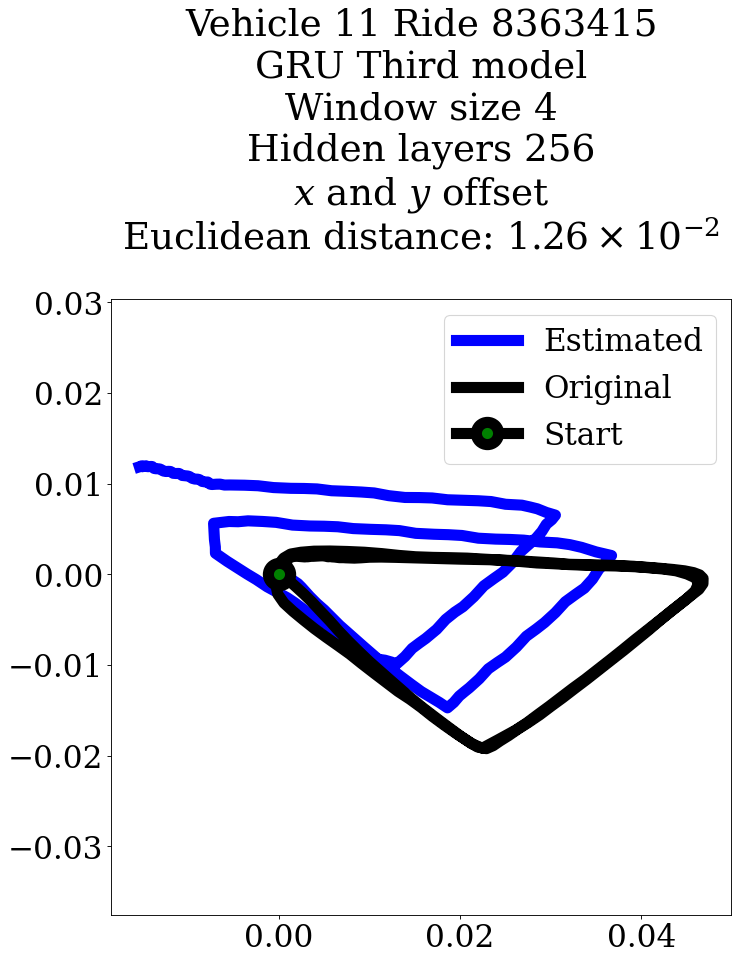 Vehicle 11 Ride 8363415
GRU Third model
Window size 4
Hidden layers 256
x and y offset
Euclidean distance: 1.26 × 10⁻²
0.03
0.02
0.01
0.00
−0.01
−0.02
−0.03
Estimated
Original
Start
0.00 0.02 0.04